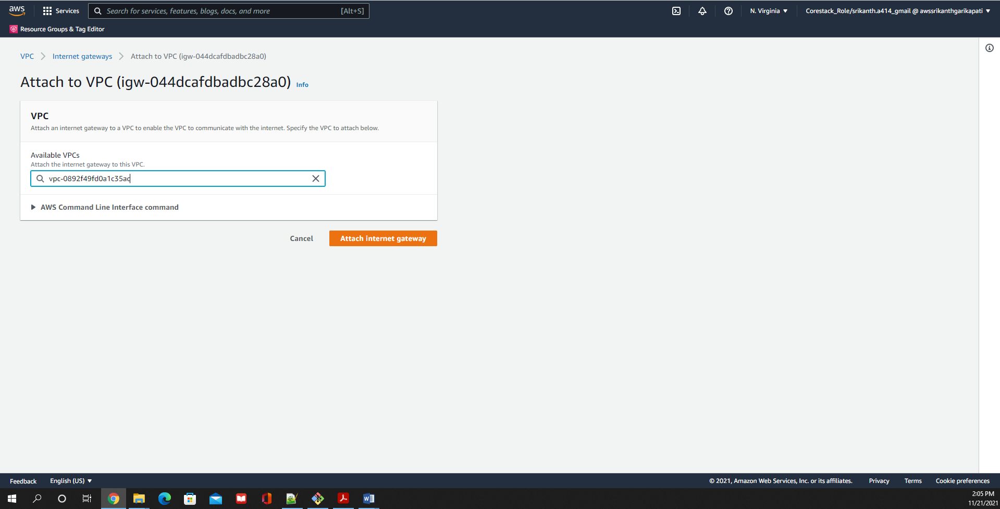 aws
Services
Search for services, features, blogs, docs, and more
[Alt+S]
N. Virginia
Corestack_Role/srikanth.a414_gmail @ awssrikanthgarikapati
Resource Groups & Tag Editor
VPC
Internet gateways
Attach to VPC (igw-044dcafdbadbc28a0)
Attach to VPC (igw-044dcafdbadbc28a0)
Info
VPC
Attach an internet gateway to a VPC to enable the VPC to communicate with the internet. Specify the VPC to attach below.
Available VPCs
Attach the internet gateway to this VPC.
vpc-0892f49fd0a1c35ac
AWS Command Line Interface command
Cancel
Attach internet gateway
Feedback
English (US)
© 2021, Amazon Web Services, Inc. or its affiliates.
Privacy
Terms
Cookie preferences
2:05 PM
11/21/2021